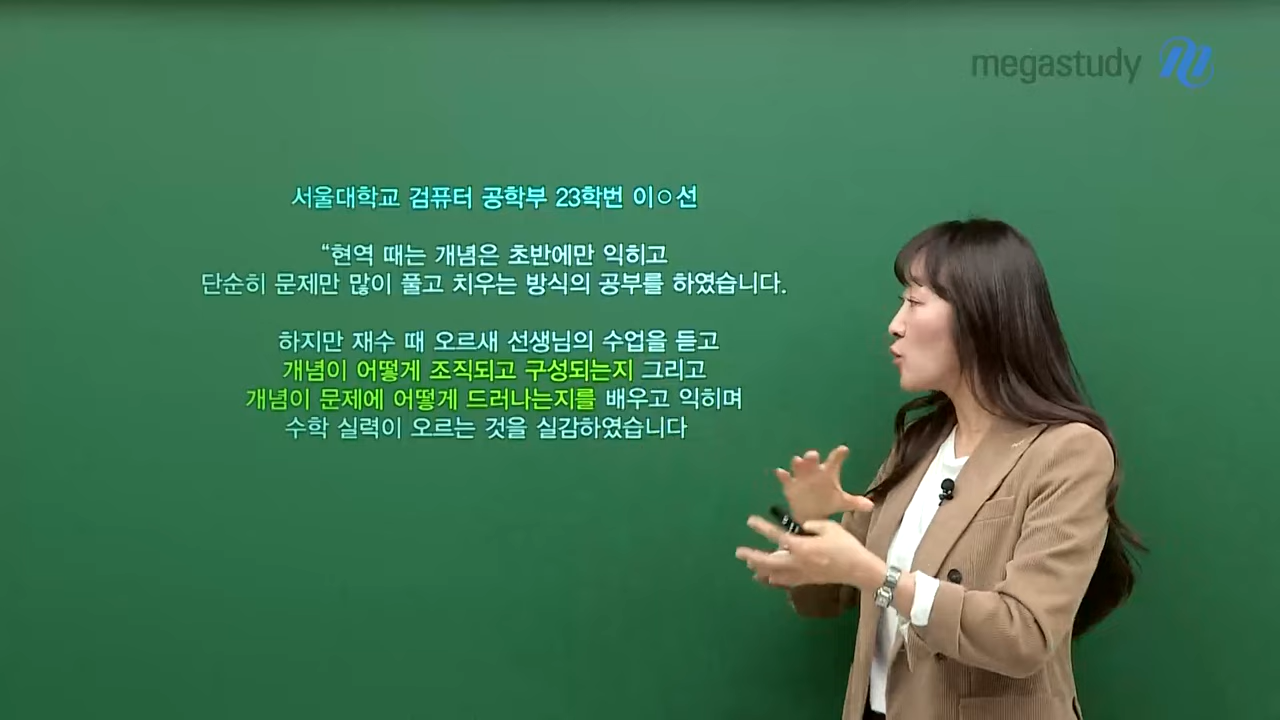 megastudy
서울대학교 검퓨터 공학부 23학번 이○선
“현역 때는 개념은 초반에만 익히고
단순히 문제만 많이 풀고 치우는 방식의 공부를 하였습니다.
하지만 재수 때 오르새 선생님의 수업을 듣고
개념이 어떻게 조직되고 구성되는지 그리고
개념이 문제에 어떻게 드러나는지를 배우고 익히며
수학 실력이 오르는 것을 실감하였습니다